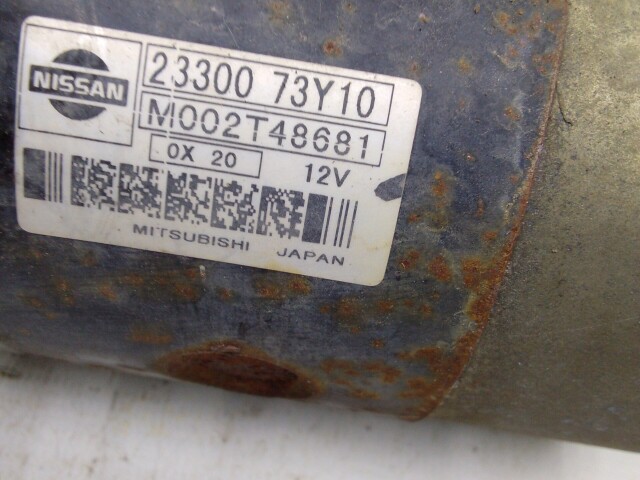 NISSAN
23300 73Y10
M002T48681
0X 20
12V
MITSUBISHI JAPAN